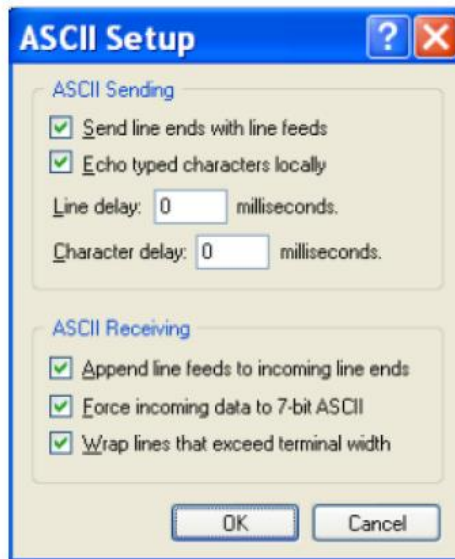 ASCII Setup
ASCII Sending
Send line ends with line feeds
Echo typed characters locally
Line delay: 0 milliseconds.
Character delay: 0 milliseconds.
ASCII Receiving
Append line feeds to incoming line ends
Force incoming data to 7-bit ASCII
Wrap lines that exceed terminal width
OK Cancel